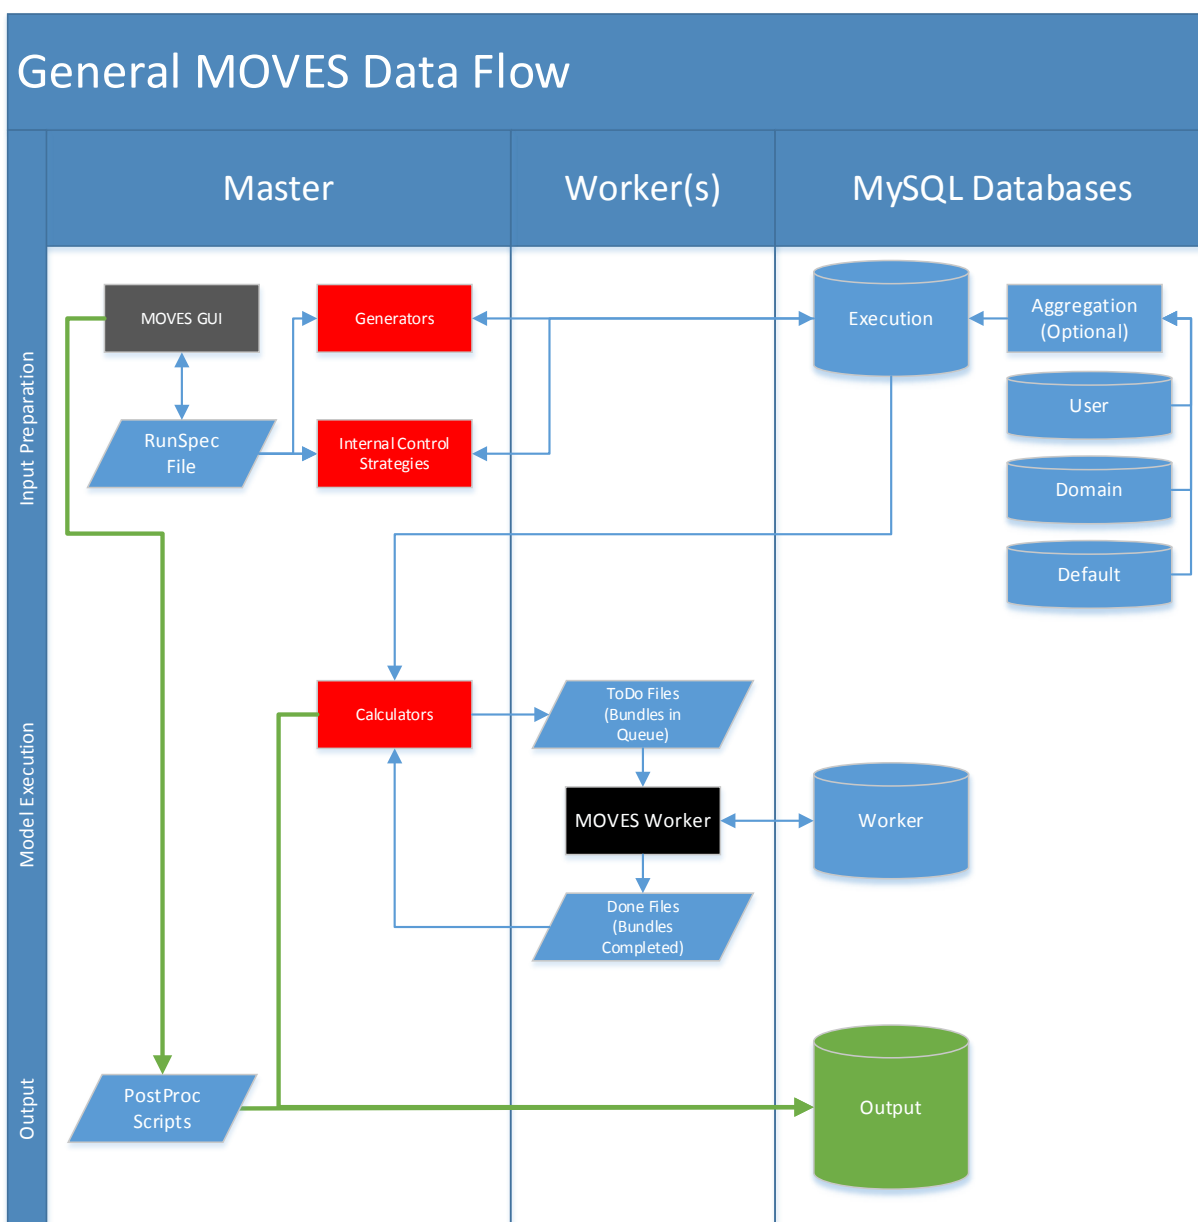 General MOVES Data Flow
Master
Worker(s)
MySQL Databases
Input Preparation
MOVES GUI
Generators
Execution
Aggregation
(Optional)
User
RunSpec
File
Internal Control
Strategies
Domain
Default
Model Execution
Calculators
ToDo Files
(Bundles in
Queue)
MOVES Worker
Worker
Done Files
(Bundles
Completed)
Output
PostProc
Scripts
Output